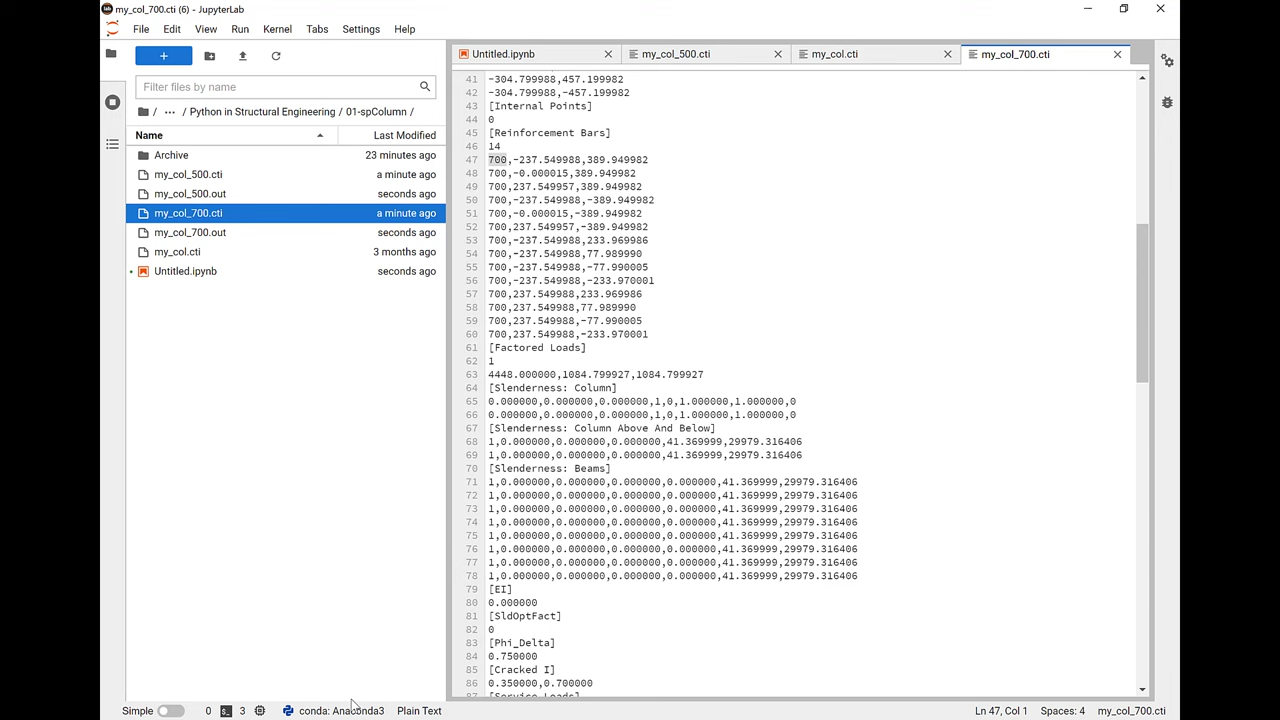 my_col_700.cti (6) - JupyterLab
File Edit View Run Kernel Tabs Settings Help
Untitled.ipynb my_col_500.cti my_col.cti my_col_700.cti
Filter files by name
/ ... / Python in Structural Engineering / 01-spColumn /
Name Last Modified
Archive 23 minutes ago
my_col_500.cti a minute ago
my_col_500.out seconds ago
my_col_700.cti a minute ago
my_col_700.out seconds ago
my_col.cti 3 months ago
Untitled.ipynb seconds ago
41 -304.799988,457.199982
42 -304.799988,-457.199982
43 [Internal Points]
44 0
45 [Reinforcement Bars]
46 14
47 700,-237.549988,389.949982
48 700,-0.000015,389.949982
49 700,237.549957,389.949982
50 700,-237.549988,-389.949982
51 700,-0.000015,-389.949982
52 700,237.549957,-389.949982
53 700,-237.549988,233.969986
54 700,-237.549988,77.989990
55 700,-237.549988,-77.990005
56 700,-237.549988,-233.970001
57 700,237.549988,233.969986
58 700,237.549988,77.989990
59 700,237.549988,-77.990005
60 700,237.549988,-233.970001
61 [Factored Loads]
62 1
63 4448.000000,1084.799927,1084.799927
64 [Slenderness: Column]
65 0.000000,0.000000,0.000000,1,0,1.000000,1.000000,0
66 0.000000,0.000000,0.000000,1,0,1.000000,1.000000,0
67 [Slenderness: Column Above And Below]
68 1,0.000000,0.000000,0.000000,41.369999,29979.316406
69 1,0.000000,0.000000,0.000000,41.369999,29979.316406
70 [Slenderness: Beams]
71 1,0.000000,0.000000,0.000000,0.000000,41.369999,29979.316406
72 1,0.000000,0.000000,0.000000,0.000000,41.369999,29979.316406
73 1,0.000000,0.000000,0.000000,0.000000,41.369999,29979.316406
74 1,0.000000,0.000000,0.000000,0.000000,41.369999,29979.316406
75 1,0.000000,0.000000,0.000000,0.000000,41.369999,29979.316406
76 1,0.000000,0.000000,0.000000,0.000000,41.369999,29979.316406
77 1,0.000000,0.000000,0.000000,0.000000,41.369999,29979.316406
78 1,0.000000,0.000000,0.000000,0.000000,41.369999,29979.316406
79 [EI]
80 0.000000
81 [SldOptFact]
82 0
83 [Phi_Delta]
84 0.750000
85 [Cracked I]
86 0.350000,0.700000
87 [Service Loads]
Simple 0 3 conda: Anaconda3 Plain Text Ln 47, Col 1 Spaces: 4 my_col_700.cti